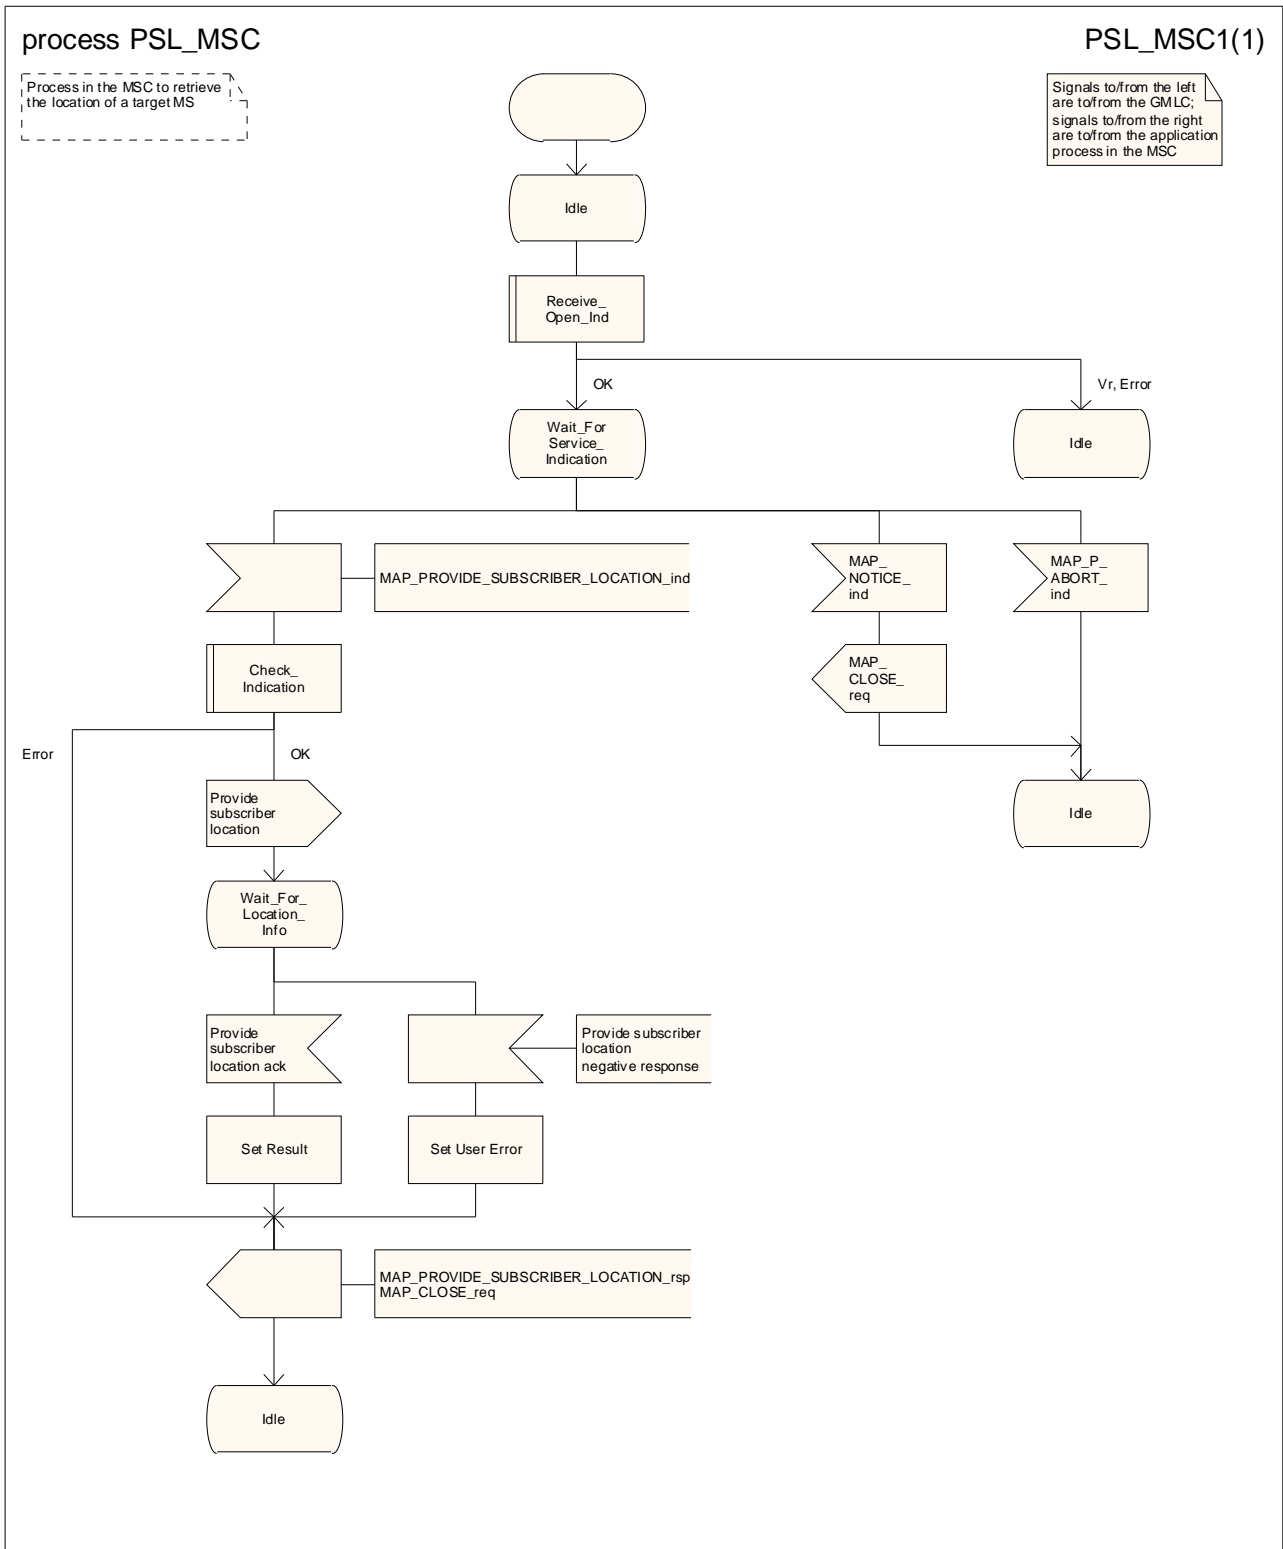 process PSL_MSC
PSL_MSC1(1)
Process in the MSC to retrieve
the location of a target MS
Signals to/from the left
are to/from the GMLC;
signals to/from the right
are to/from the application
process in the MSC
Idle
Receive_
Open_Ind
OK
Vr, Error
Wait_For
Service_
Indication
Idle
MAP_PROVIDE_SUBSCRIBER_LOCATION_ind
MAP_
NOTICE_
ind
MAP_P_
ABORT_
ind
Check_
Indication
MAP_
CLOSE_
req
Error
OK
Provide
subscriber
location
Idle
Wait_For_
Location_
Info
Provide
subscriber
location ack
Provide subscriber
location
negative response
Set Result
Set User Error
MAP_PROVIDE_SUBSCRIBER_LOCATION_rsp
MAP_CLOSE_req
Idle